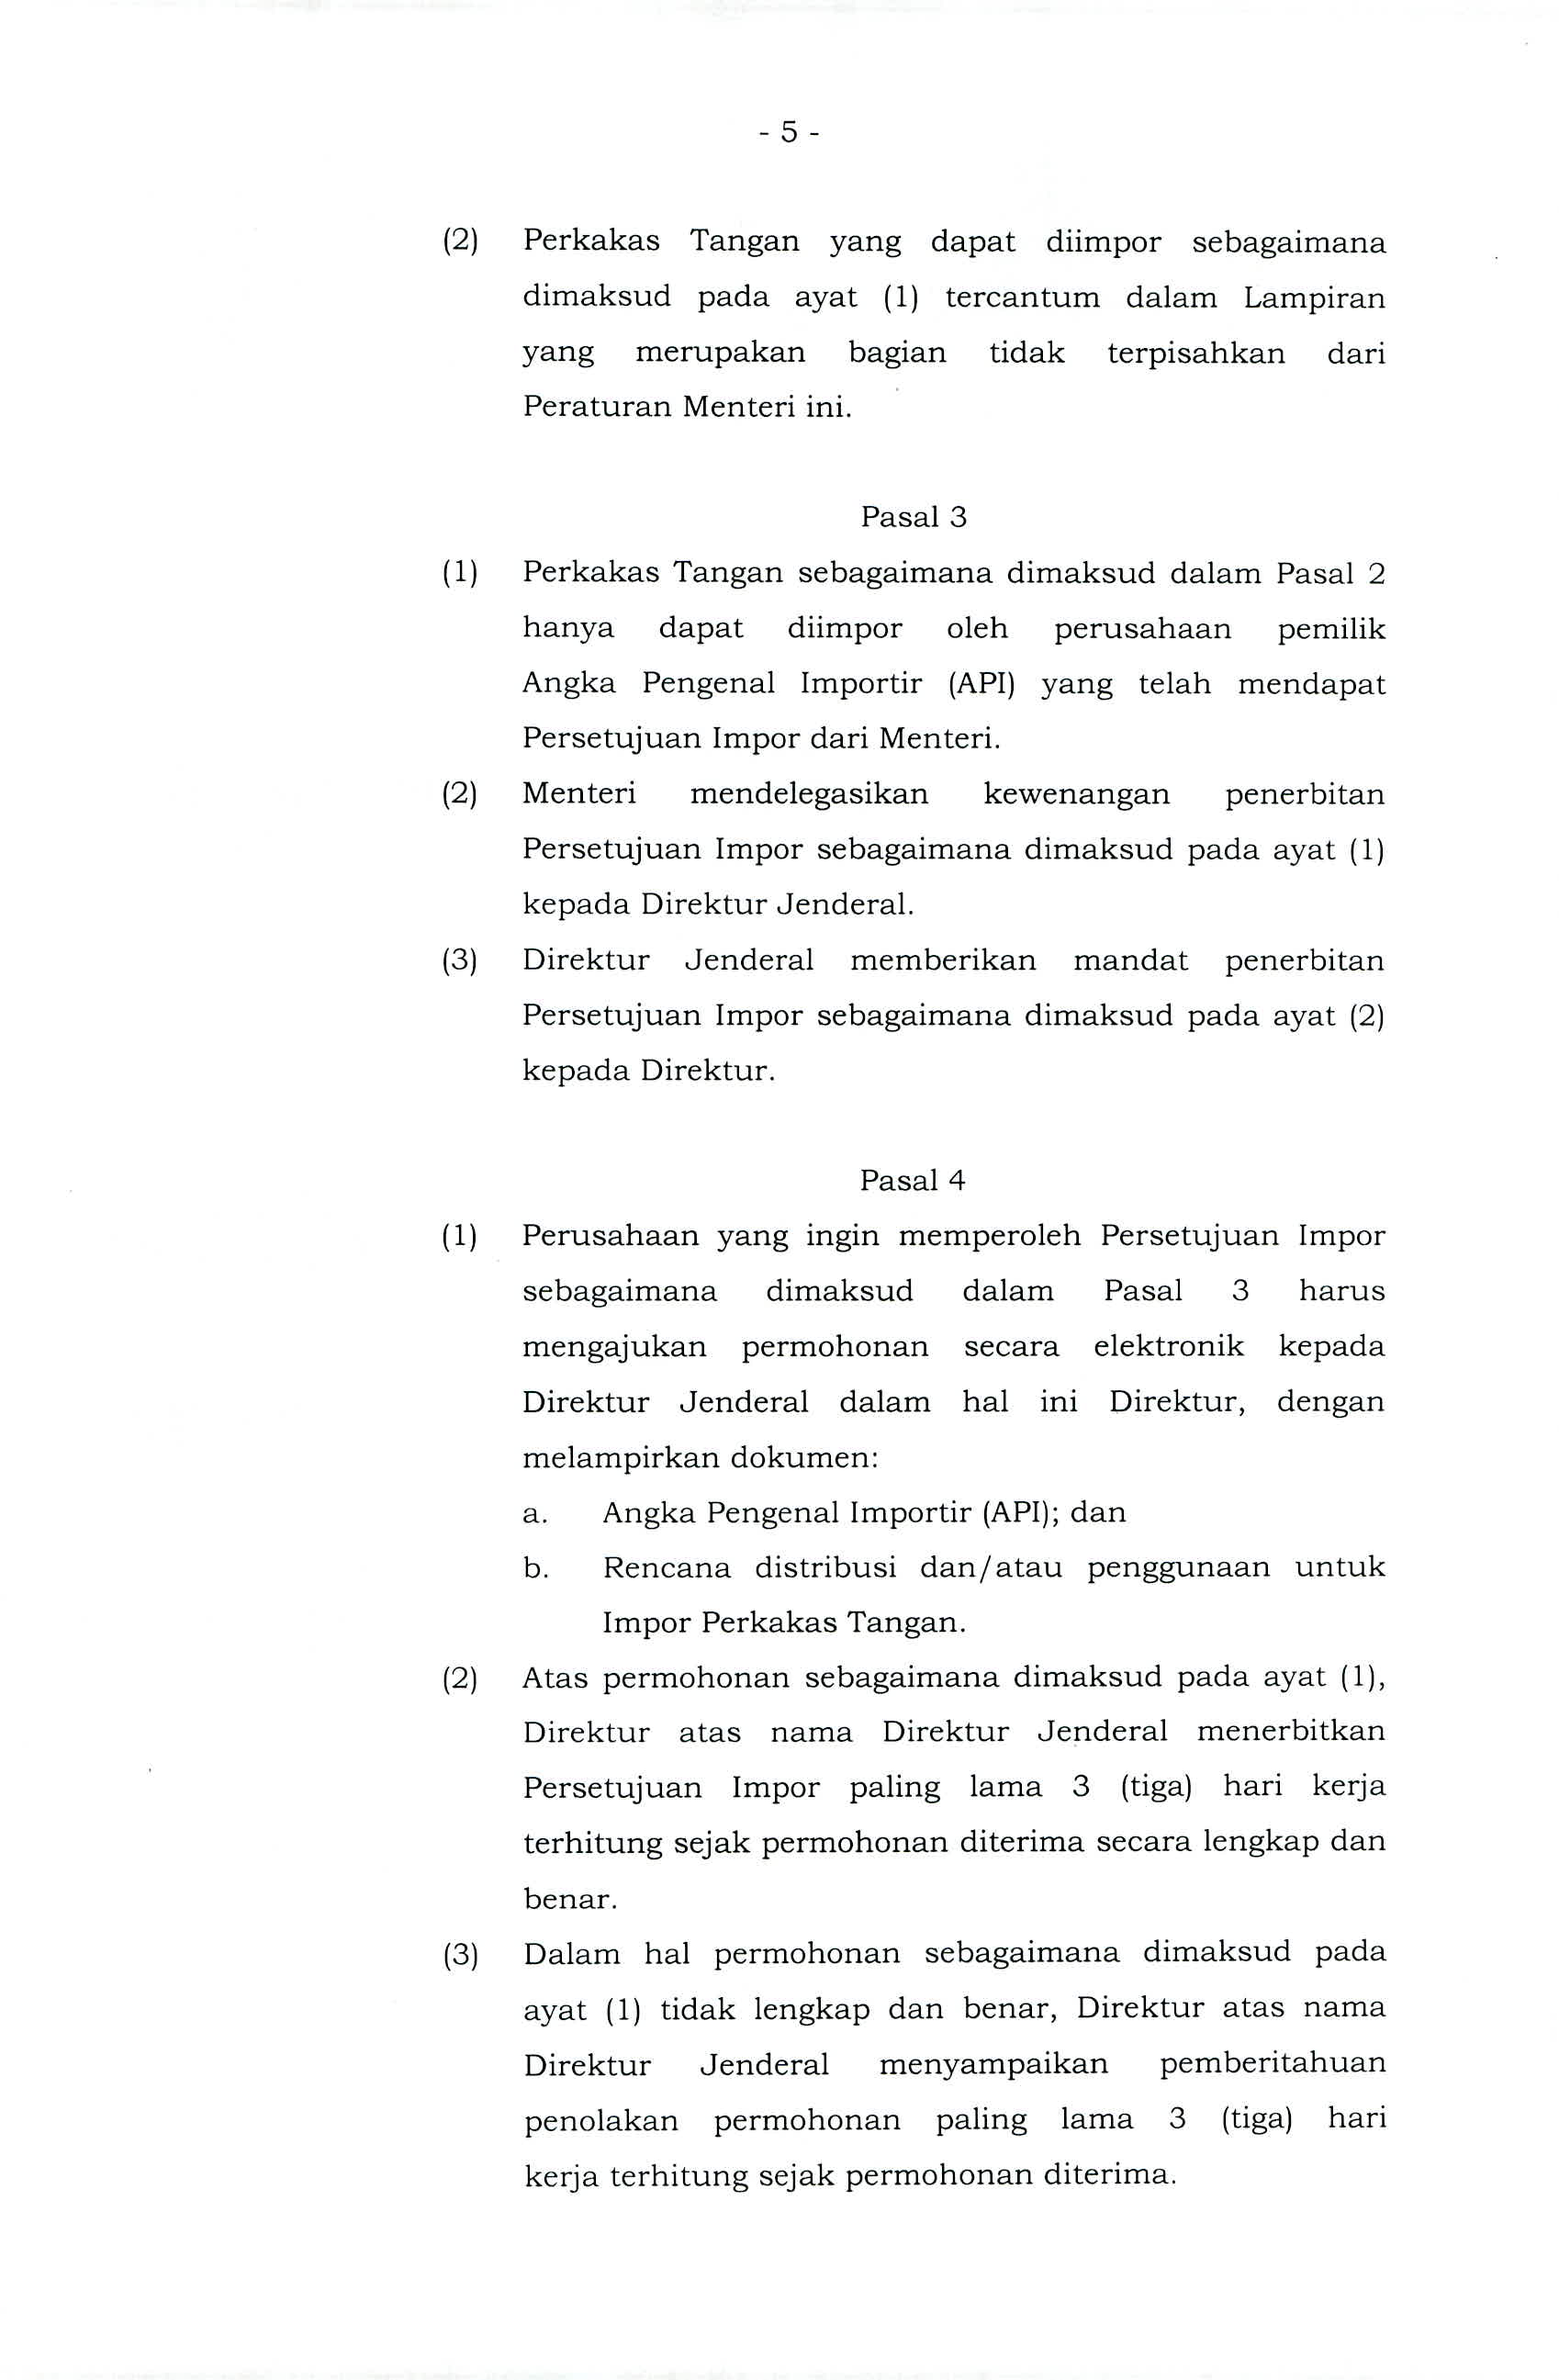 - 5 -
(2) Perkakas Tangan yang dapat diimpor sebagaimana
dimaksud pada ayat (1) tercantum dalam Lampiran
yang merupakan bagian tidak terpisahkan dari
Peraturan Menteri ini.
Pasal 3
(1) Perkakas Tangan sebagaimana dimaksud dalam Pasal 2
hanya dapat diimpor oleh perusahaan pemilik
Angka Pengenal Importir (API) yang telah mendapat
Persetujuan Impor dari Menteri.
(2) Menteri mendelegasikan kewenangan penerbitan
Persetujuan Impor sebagaimana dimaksud pada ayat (1)
kepada Direktur Jenderal.
(3) Direktur Jenderal memberikan mandat penerbitan
Persetujuan Impor sebagaimana dimaksud pada ayat (2)
kepada Direktur.
Pasal 4
(1) Perusahaan yang ingin memperoleh Persetujuan Impor
sebagaimana dimaksud dalam Pasal 3 harus
mengajukan permohonan secara elektronik kepada
Direktur Jenderal dalam hal ini Direktur, dengan
melampirkan dokumen:
a. Angka Pengenal Importir (API); dan
b. Rencana distribusi dan/atau penggunaan untuk
Impor Perkakas Tangan.
(2) Atas permohonan sebagaimana dimaksud pada ayat (1),
Direktur atas nama Direktur Jenderal menerbitkan
Persetujuan Impor paling lama 3 (tiga) hari kerja
terhitung sejak permohonan diterima secara lengkap dan
benar.
(3) Dalam hal permohonan sebagaimana dimaksud pada
ayat (1) tidak lengkap dan benar, Direktur atas nama
Direktur Jenderal menyampaikan pemberitahuan
penolakan permohonan paling lama 3 (tiga) hari
kerja terhitung sejak permohonan diterima.